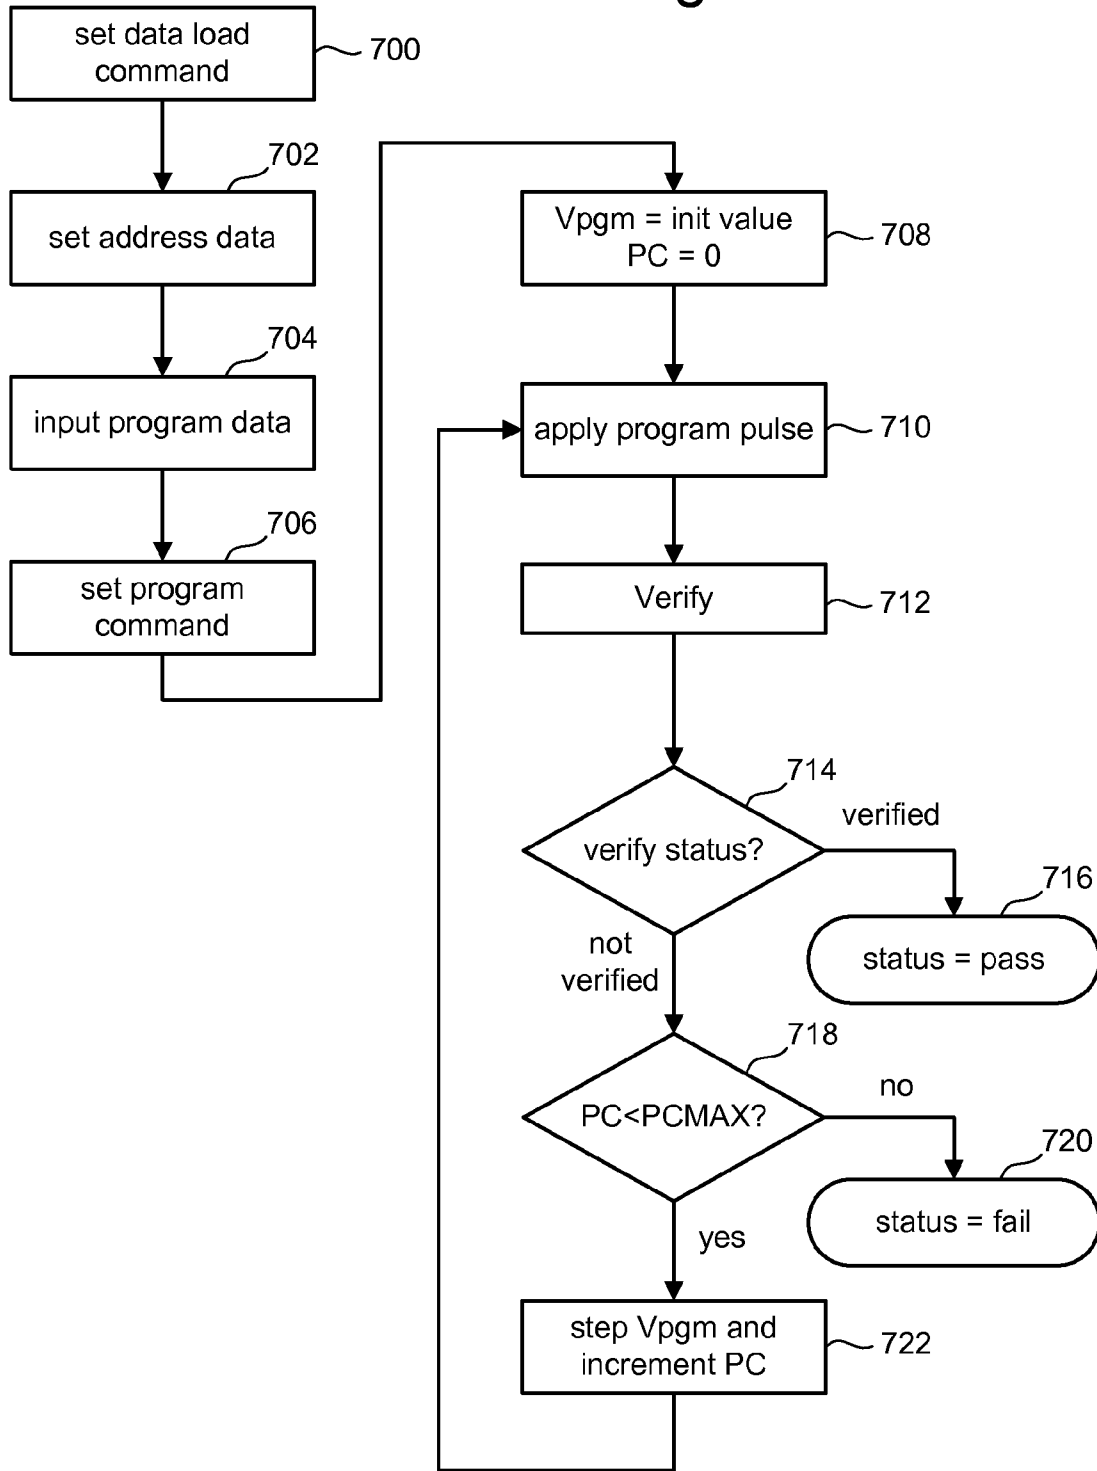 set data load
command
700
702
set address data
704
input program data
706
set program
command
Vpgm = init value
PC = 0
708
apply program pulse
710
Verify
712
714
verify status?
verified
716
status = pass
not
verified
718
PC<PCMAX?
no
720
status = fail
yes
step Vpgm and
increment PC
722